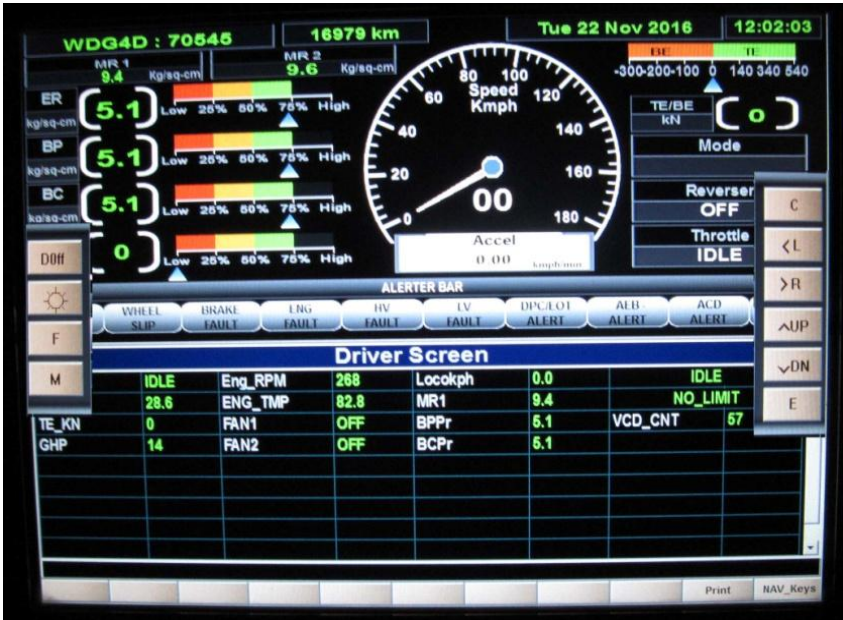 WDG4D : 70545
16979 km
Tue 22 Nov 2016
12:02:03
MR 1
9.4 Kg/sq-cm
MR 2
9.6 Kg/sq-cm
BE TE
-300-200-100 0 140 340 540
ER
kg/sq-cm
5.1
Low 25% 50% 75% High
BP
kg/sq-cm
5.1
Low 25% 50% 75% High
BC
kg/sq-cm
5.1
Low 25% 50% 75% High
0
Low 25% 50% 75% High
0 20 40 60 80 100 120 140 160 180
Speed
Kmph
00
Accel
0.00 kmph/min
TE/BE
kN
0
Mode
Reverser
OFF
Throttle
IDLE
DOff
F
M
C
<L
>R
^UP
DN
E
ALERTER BAR
WHEEL SLIP
BRAKE FAULT
ENG FAULT
HV FAULT
LV FAULT
DPC/LOT ALERT
AEB - ALERT
ACD ALERT
Driver Screen
IDLE Eng_RPM 268 Locokph 0.0 IDLE
28.6 ENG_TMP 82.8 MR1 9.4 NO_LIMIT
TE_KN 0 FAN1 OFF BPPr 5.1 VCD_CNT 57
GHP 14 FAN2 OFF BCPr 5.1
Print NAV_Keys